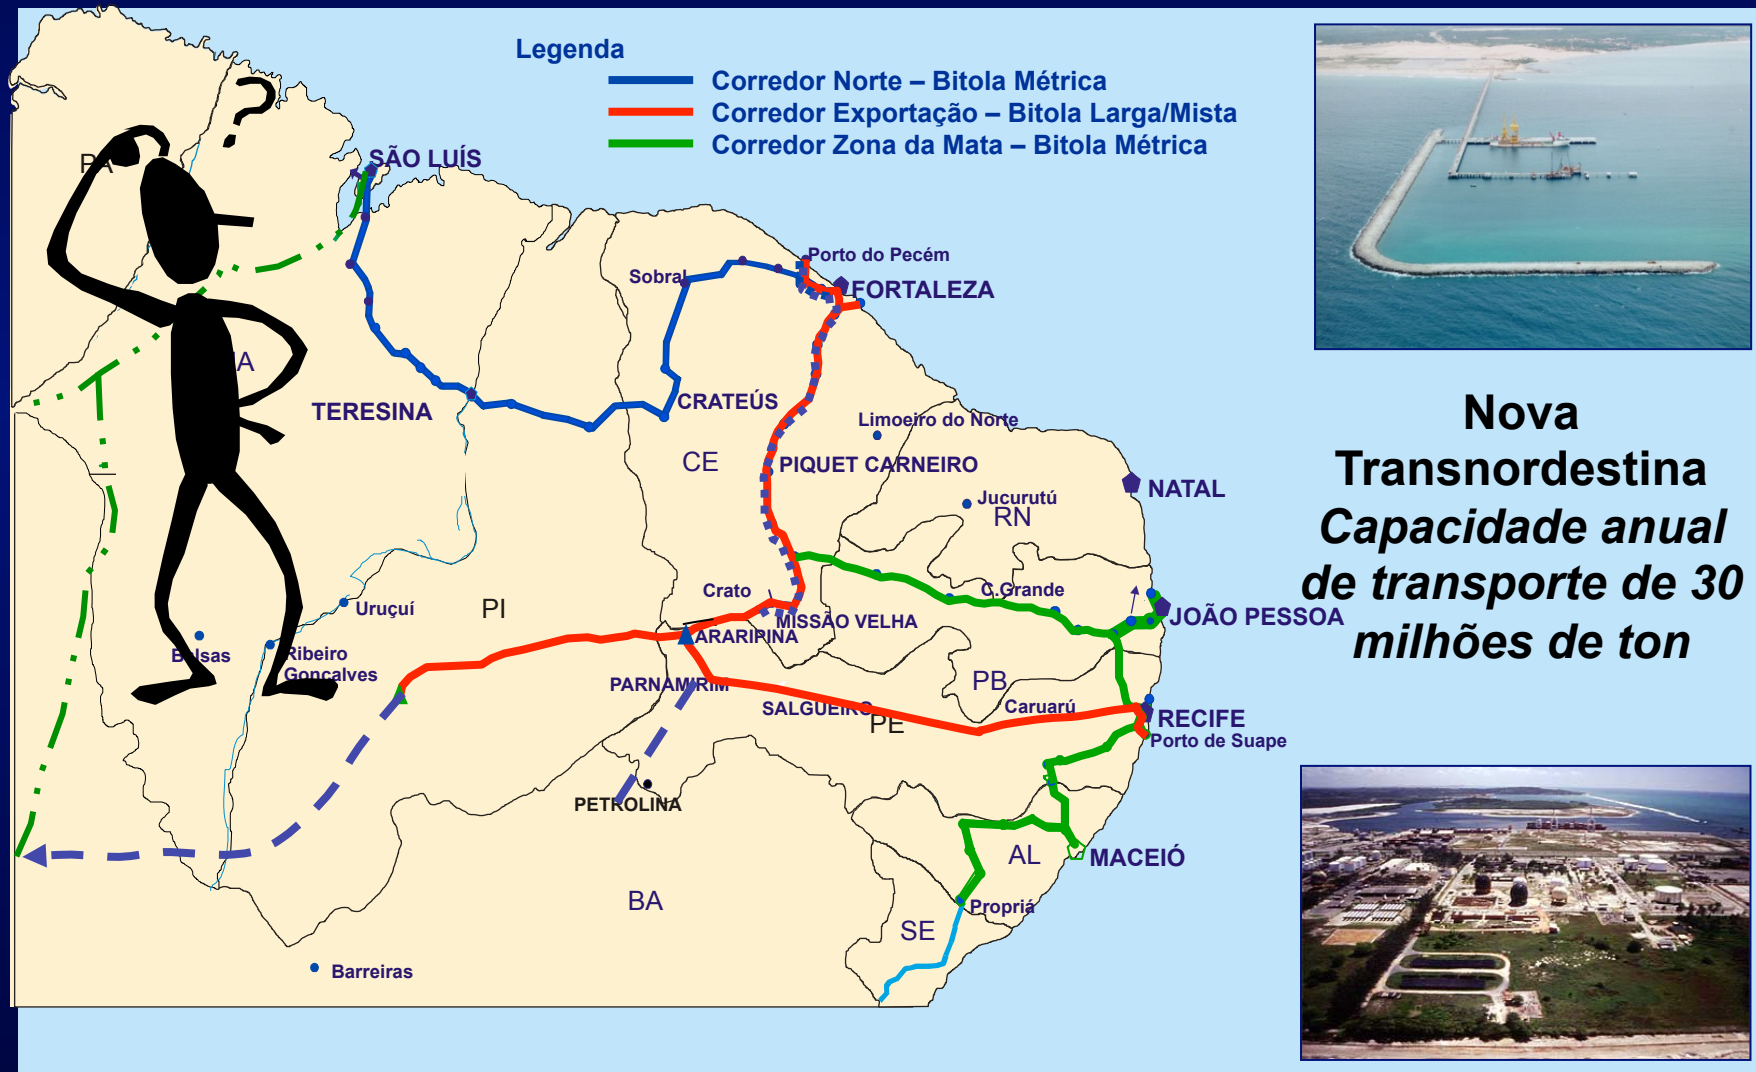 Legenda
Corredor Norte – Bitola Métrica
Corredor Exportação – Bitola Larga/Mista
Corredor Zona da Mata – Bitola Métrica
?
PA
SÃO LUÍS
Porto do Pecém
Sobral
FORTALEZA
MA
TERESINA
CRATEÚS
Limoeiro do Norte
CE
PIQUET CARNEIRO
NATAL
Jucurutú
RN
Crato
C.Grande
Uruçuí
PI
MISSÃO VELHA
JOÃO PESSOA
ARARIPINA
Balsas
Ribeiro
Gonçalves
PARNAMIRIM
PB
SALGUEIRO
Caruarú
PE
RECIFE
Porto de Suape
PETROLINA
AL
MACEIÓ
BA
Propriá
SE
Barreiras
Nova
Transnordestina
Capacidade anual
de transporte de 30
milhões de ton